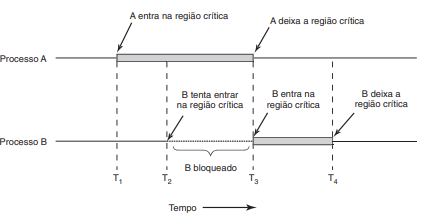 A entra na região crítica
A deixa a região crítica
Processo A
B tenta entrar
na região crítica
B entra na
região crítica
B deixa a
região crítica
Processo B
B bloqueado
T1
T2
T3
T4
Tempo